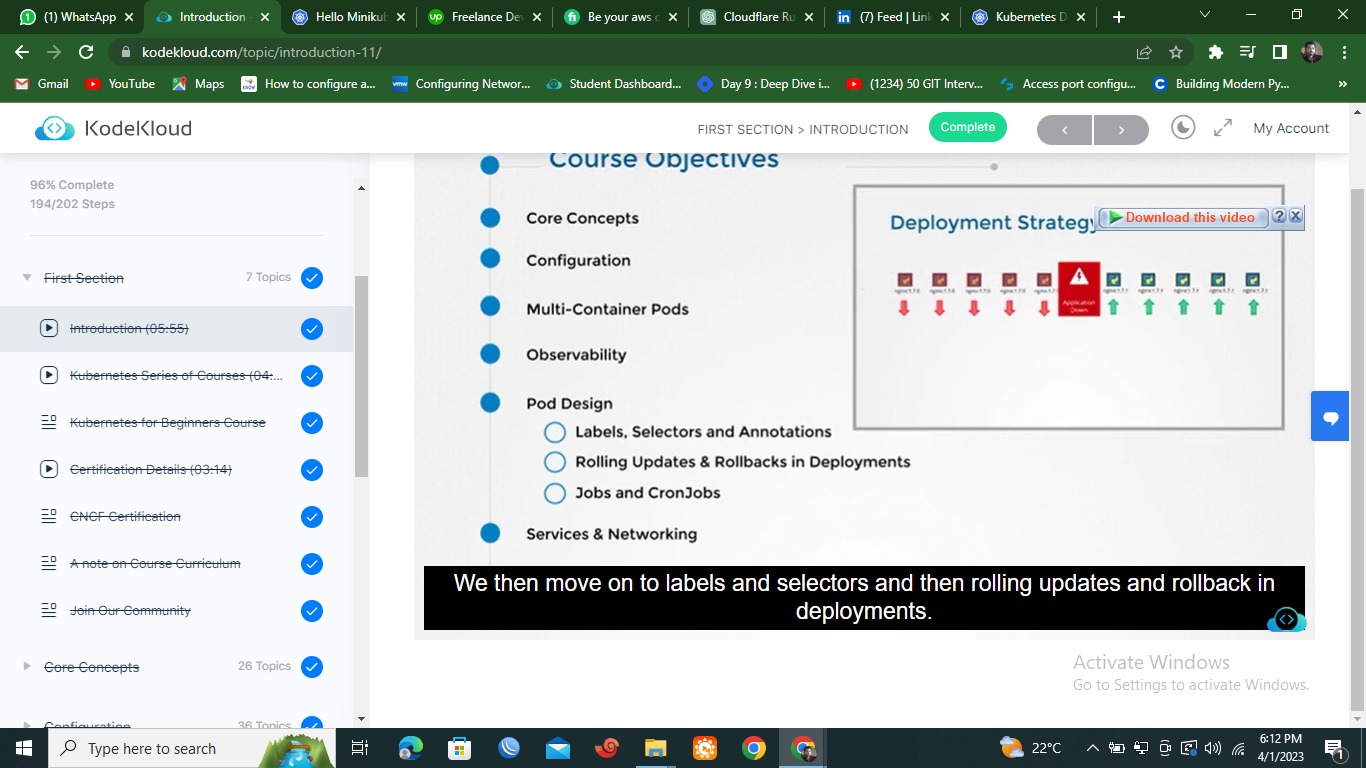 (1) WhatsApp
Introduction
Hello Minikub
Freelance Dev
Be your aws c
Cloudflare Ru
(7) Feed | Link
Kubernetes D
kodekloud.com/topic/introduction-11/
Gmail
YouTube
Maps
How to configure a...
Configuring Networ...
Student Dashboard...
Day 9 : Deep Dive i...
(1234) 50 GIT Interv...
Access port configu...
Building Modern Py...
KodeKloud
FIRST SECTION > INTRODUCTION
Complete
My Account
96% Complete
194/202 Steps
First Section
7 Topics
Introduction (05:55)
Kubernetes Series of Courses (04:...
Kubernetes for Beginners Course
Certification Details (03:14)
CNCF Certification
A note on Course Curriculum
Join Our Community
Core Concepts
26 Topics
Configuration
36 Topics
Course Objectives
Core Concepts
Configuration
Multi-Container Pods
Observability
Pod Design
Labels, Selectors and Annotations
Rolling Updates & Rollbacks in Deployments
Jobs and CronJobs
Services & Networking
Deployment Strategy
Download this video
Application
Down
We then move on to labels and selectors and then rolling updates and rollback in
deployments.
Activate Windows
Go to Settings to activate Windows.
Type here to search
22°C
6:12 PM
4/1/2023
1